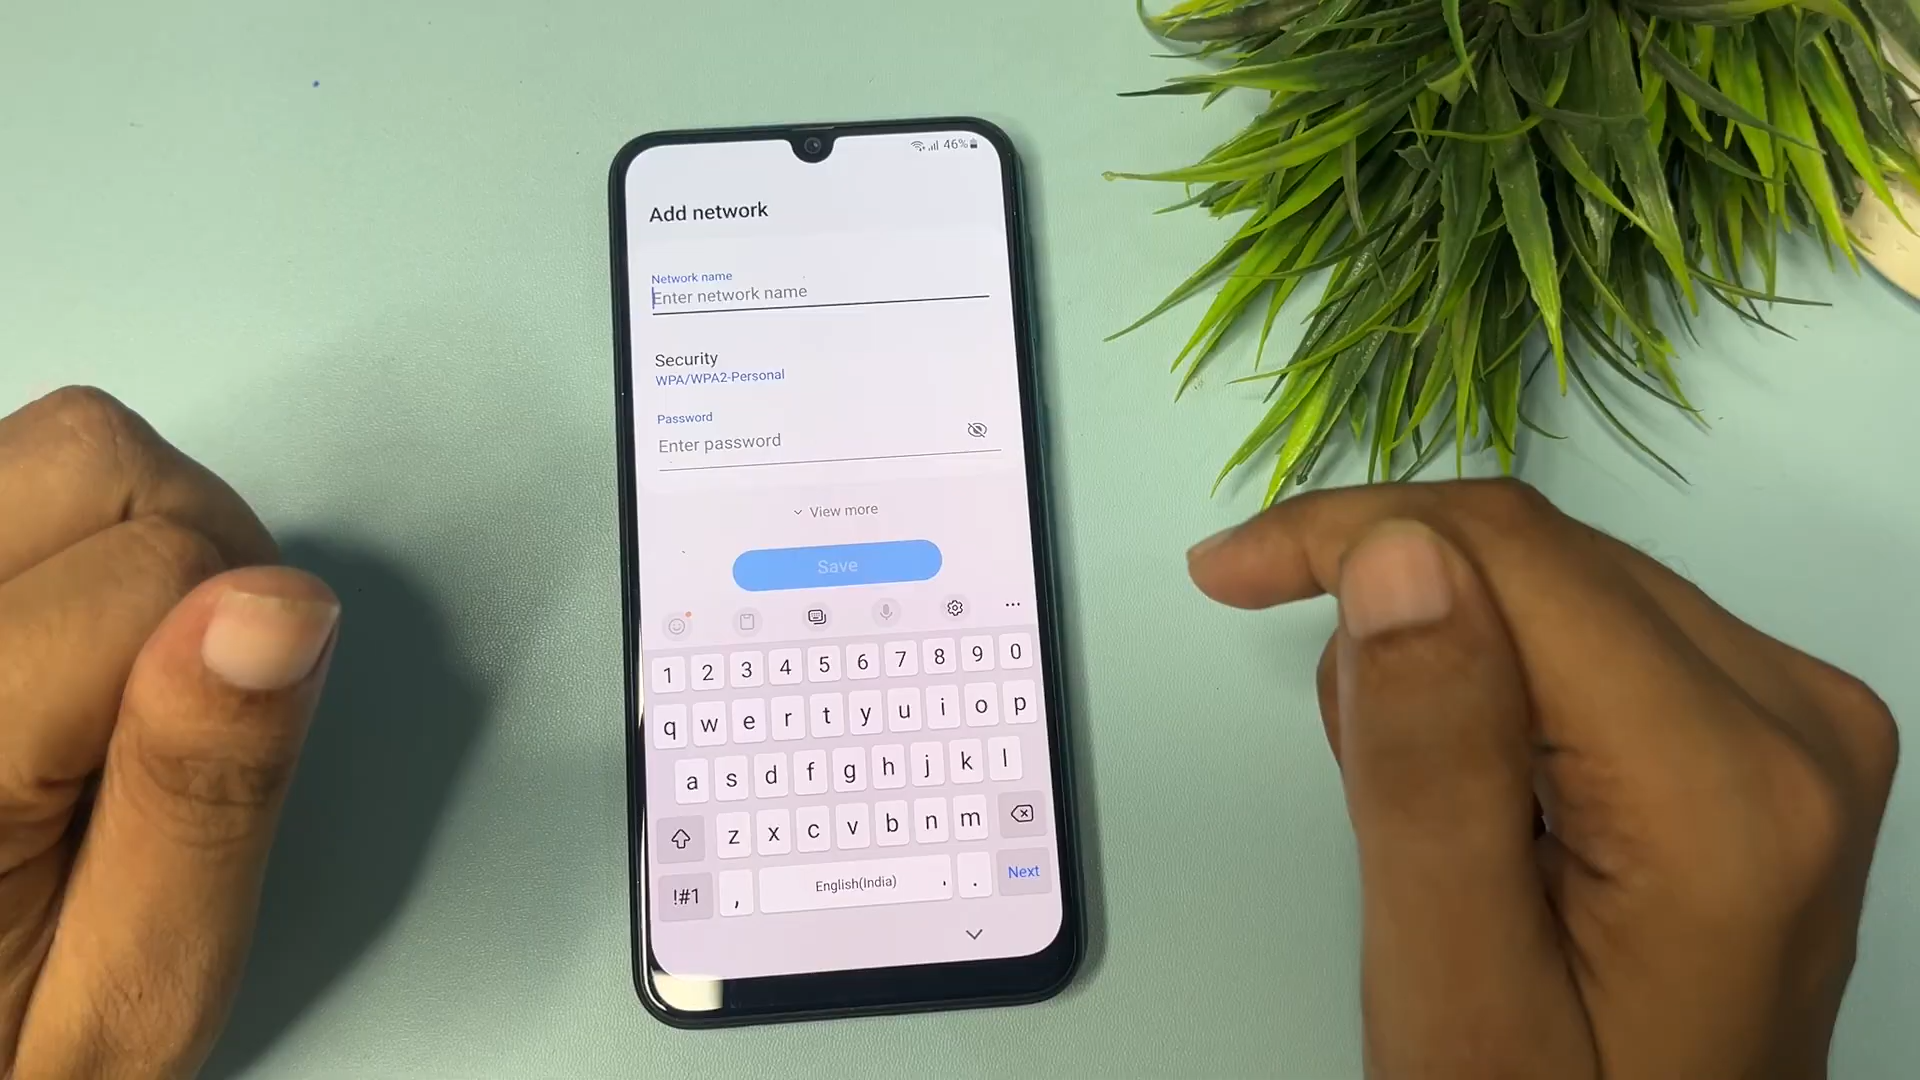 46%
Add network
Network name
Enter network name
Security
WPA/WPA2-Personal
Password
Enter password
View more
Save
1 2 3 4 5 6 7 8 9 0
q w e r t y u i o p
a s d f g h j k l
z x c v b n m
!#1 , English(India) . Next